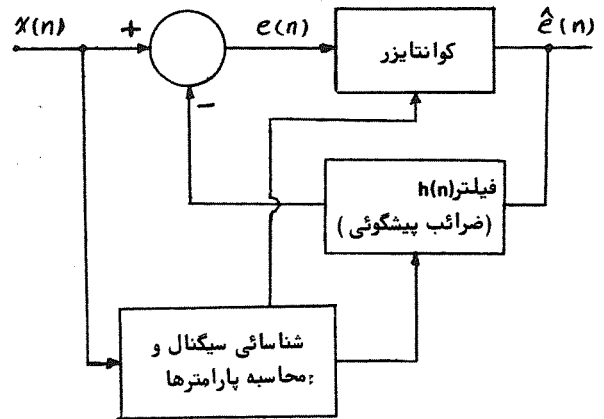 x(n)
+
e(n)
ê(n)
کوانتایزر
−
فیلتر h(n)
(ضرائب پیشگوئی)
شناسائی سیگنال و
محاسبه پارامترها